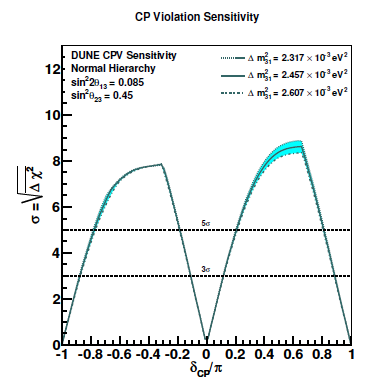 CP Violation Sensitivity
DUNE CPV Sensitivity
Normal Hierarchy
sin²2θ₁₃ = 0.085
sin²θ₂₃ = 0.45
Δ m²₃₁ = 2.317 × 10⁻³ eV²
Δ m²₃₁ = 2.457 × 10⁻³ eV²
Δ m²₃₁ = 2.607 × 10⁻³ eV²
σ = √Δχ²
12
10
8
6
4
2
0
5σ
3σ
-1 -0.8 -0.6 -0.4 -0.2 0 0.2 0.4 0.6 0.8 1
δCP/π